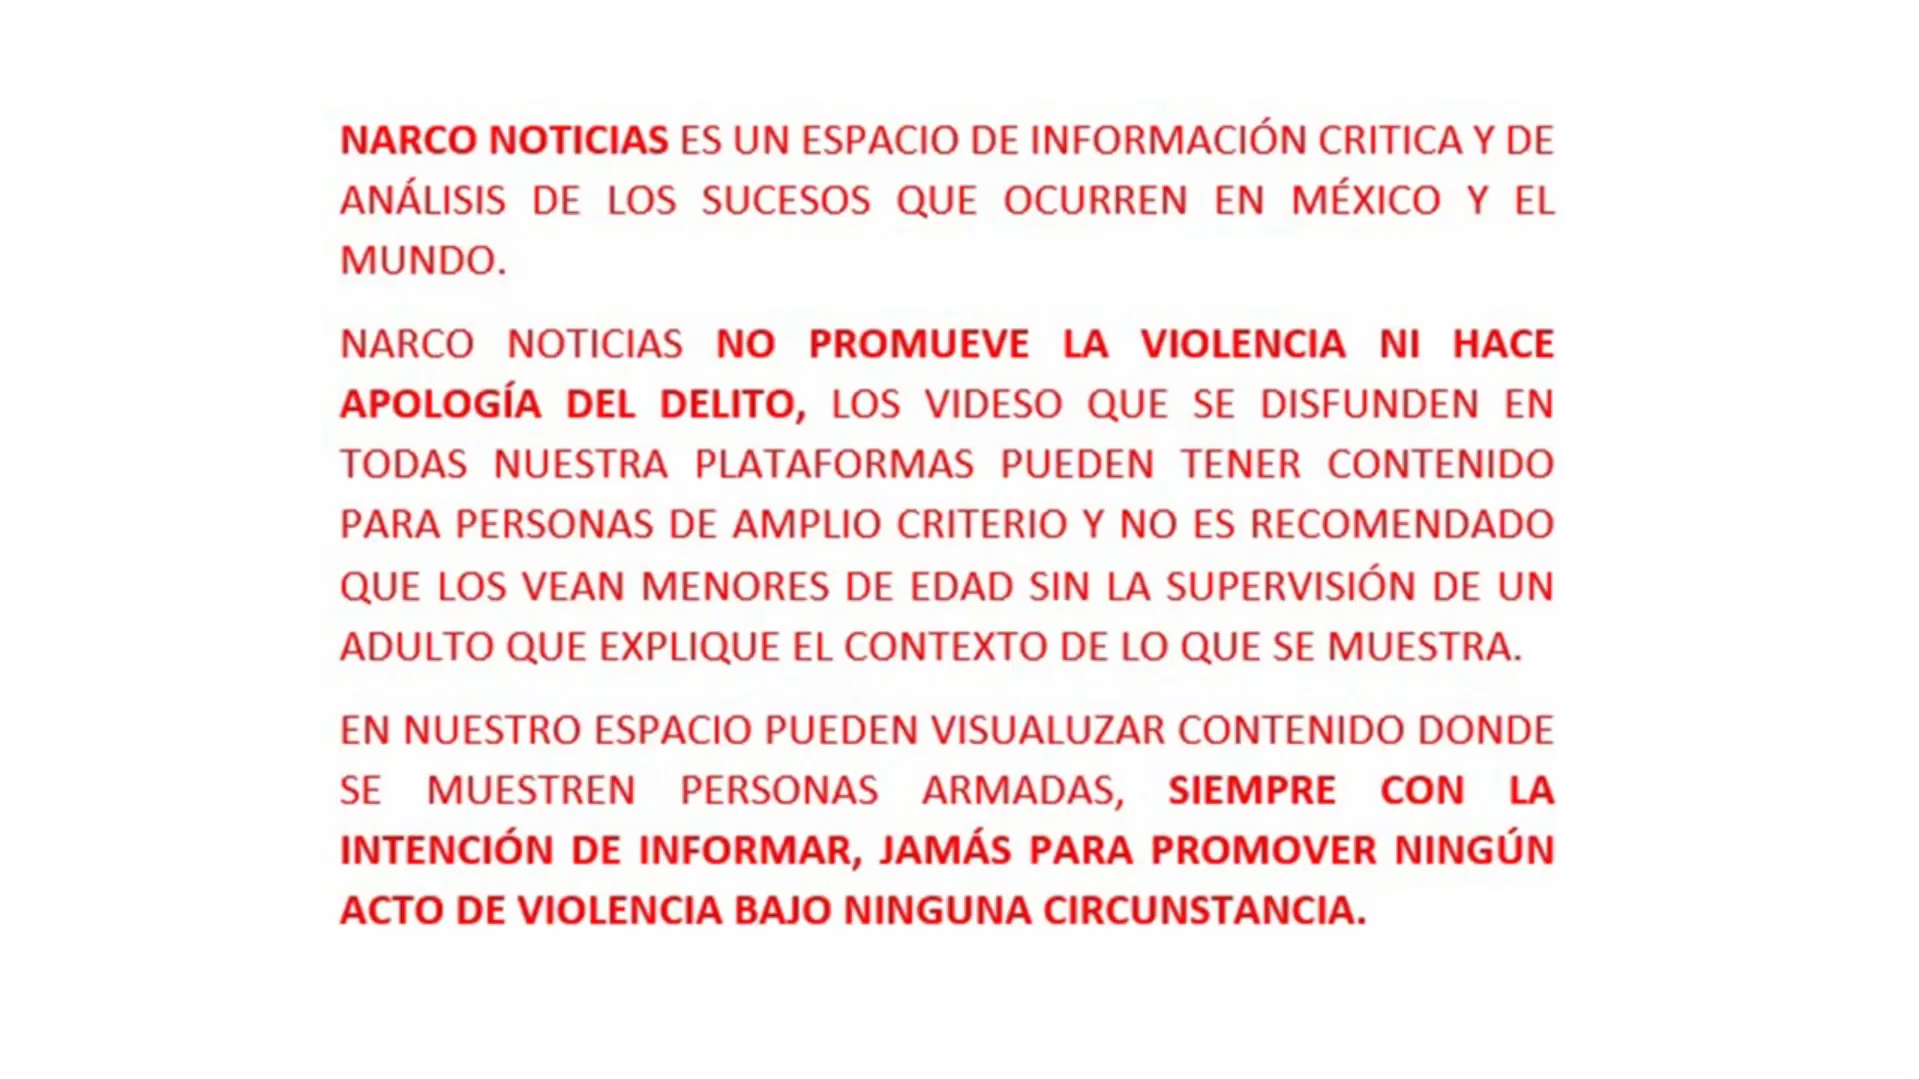 NARCO NOTICIAS ES UN ESPACIO DE INFORMACIÓN CRITICA Y DE
ANÁLISIS DE LOS SUCESOS QUE OCURREN EN MÉXICO Y EL
MUNDO.
NARCO NOTICIAS NO PROMUEVE LA VIOLENCIA NI HACE
APOLOGÍA DEL DELITO, LOS VIDESO QUE SE DISFUNDEN EN
TODAS NUESTRA PLATAFORMAS PUEDEN TENER CONTENIDO
PARA PERSONAS DE AMPLIO CRITERIO Y NO ES RECOMENDADO
QUE LOS VEAN MENORES DE EDAD SIN LA SUPERVISIÓN DE UN
ADULTO QUE EXPLIQUE EL CONTEXTO DE LO QUE SE MUESTRA.
EN NUESTRO ESPACIO PUEDEN VISUALUZAR CONTENIDO DONDE
SE MUESTREN PERSONAS ARMADAS, SIEMPRE CON LA
INTENCIÓN DE INFORMAR, JAMÁS PARA PROMOVER NINGÚN
ACTO DE VIOLENCIA BAJO NINGUNA CIRCUNSTANCIA.